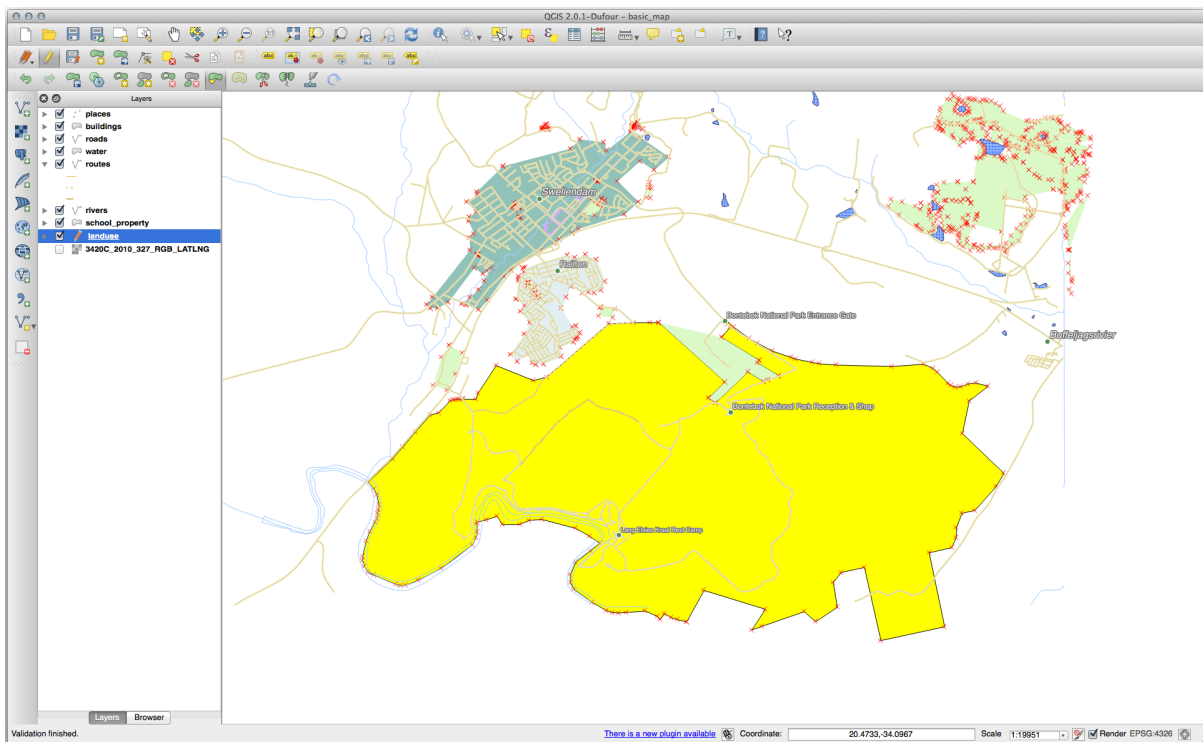 QGIS 2.0.1-Dufour - basic_map
Layers
places
buildings
roads
water
routes
rivers
school_property
landuse
3420C_2010_327_RGB_LATLNG
Swellendam
Railton
Bontebok National Park Entrance Gate
Buffeljagsrivier
Bontebok National Park Reception & Shop
Lang Elsies Kraal Rest Camp
Layers Browser
Validation finished. There is a new plugin available Coordinate: 20.4733,-34.0967 Scale 1:19951 Render EPSG:4326